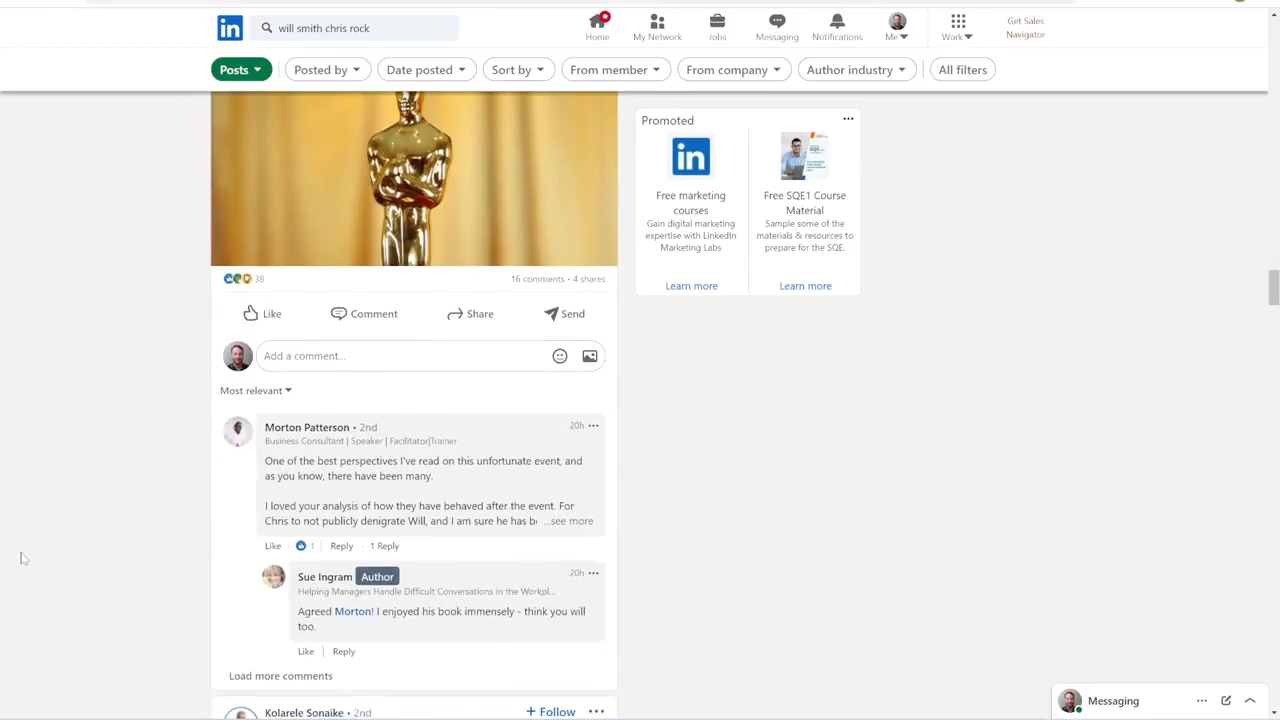 in
will smith chris rock
Home
My Network
Jobs
Messaging
Notifications
Me
Work
Get Sales
Navigator
Posts
Posted by
Date posted
Sort by
From member
From company
Author industry
All filters
Promoted
in
Free marketing
courses
Gain digital marketing
expertise with LinkedIn
Marketing Labs
Learn more
Free SQE1 Course
Material
Sample some of the
materials & resources to
prepare for the SQE.
Learn more
38
16 comments • 4 shares
Like
Comment
Share
Send
Add a comment...
Most relevant
Morton Patterson • 2nd
20h
Business Consultant | Speaker | Facilitator|Trainer
One of the best perspectives I've read on this unfortunate event, and
as you know, there have been many.
I loved your analysis of how they have behaved after the event. For
Chris to not publicly denigrate Will, and I am sure he has b ...see more
Like · 1 | Reply · 1 Reply
Sue Ingram Author
20h
Helping Managers Handle Difficult Conversations in the Workpl...
Agreed Morton! I enjoyed his book immensely - think you will
too.
Like | Reply
Load more comments
Kolarele Sonaike • 2nd
+ Follow
Messaging